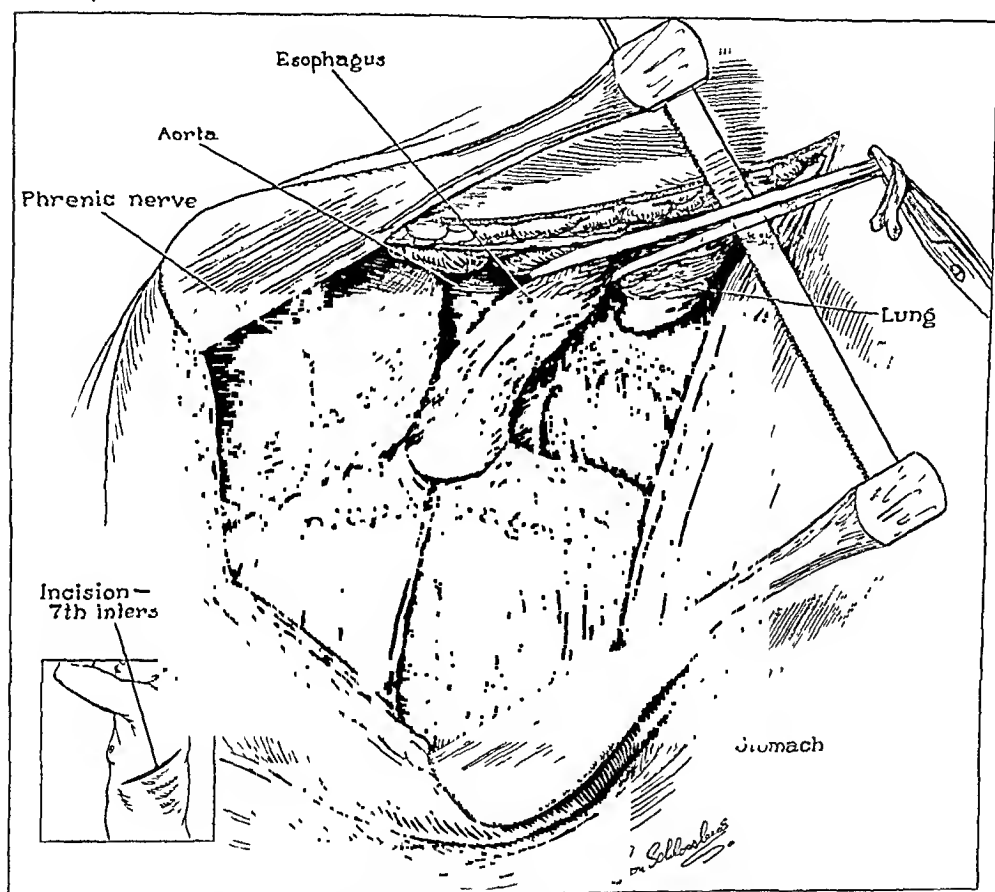 Esophagus
Aorta
Phrenic nerve
Lung
Incision—
7th inters